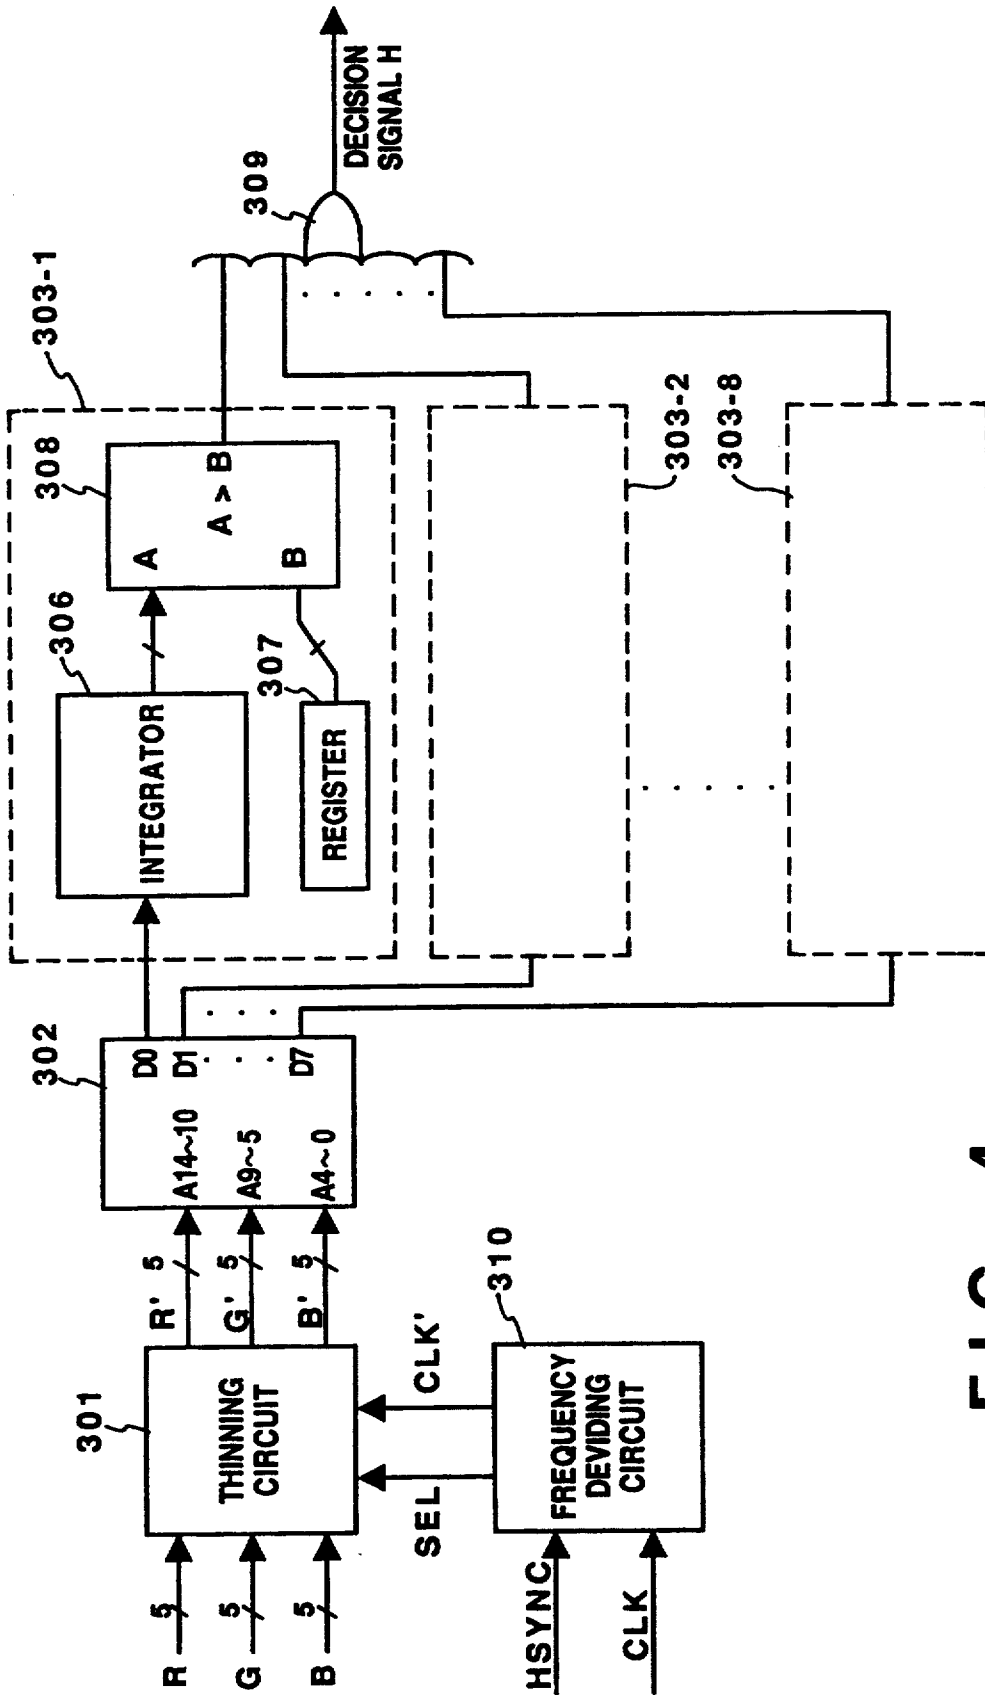 R
5
G
5
B
5
301
THINNING
CIRCUIT
R'
5
G'
5
B'
5
HSYNC
CLK
FREQUENCY
DEVIDING
CIRCUIT
310
SEL
CLK'
302
A14~10
A9~5
A4~0
D0
D1
D7
303-1
306
INTEGRATOR
307
REGISTER
308
A
A > B
B
303-2
303-8
309
DECISION
SIGNAL H